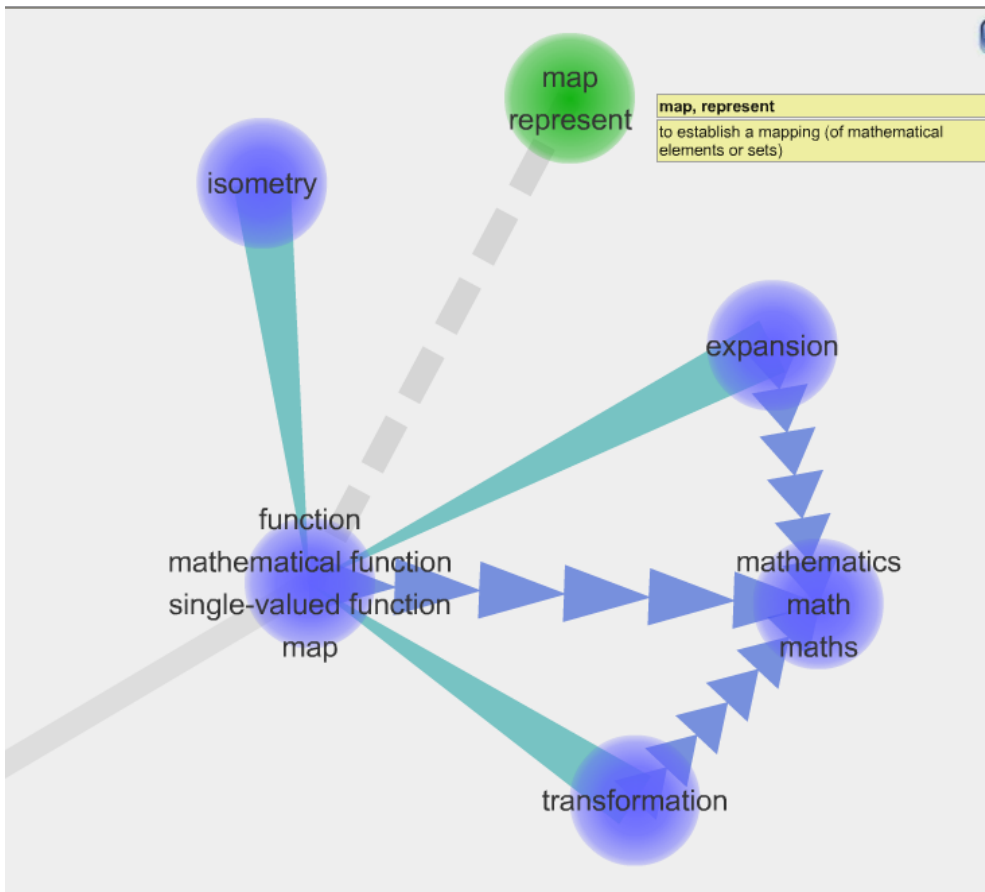 map
represent
map, represent
to establish a mapping (of mathematical
elements or sets)
isometry
expansion
function
mathematical function
single-valued function
map
mathematics
math
maths
transformation